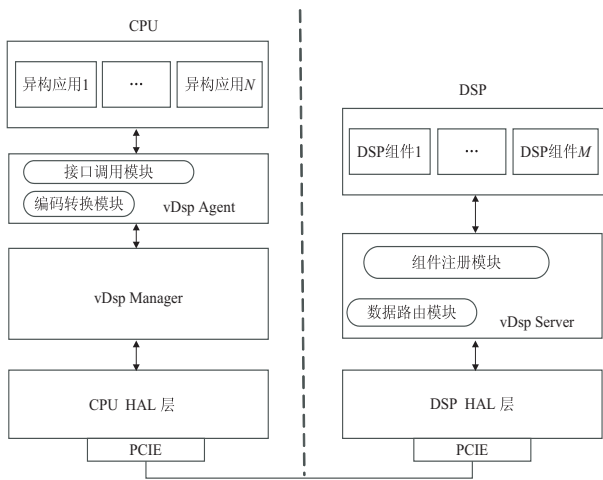 CPU
异构应用1
···
异构应用N
接口调用模块
编码转换模块
vDsp Agent
vDsp Manager
CPU HAL 层
PCIE
DSP
DSP组件1
···
DSP组件M
组件注册模块
数据路由模块
vDsp Server
DSP HAL 层
PCIE